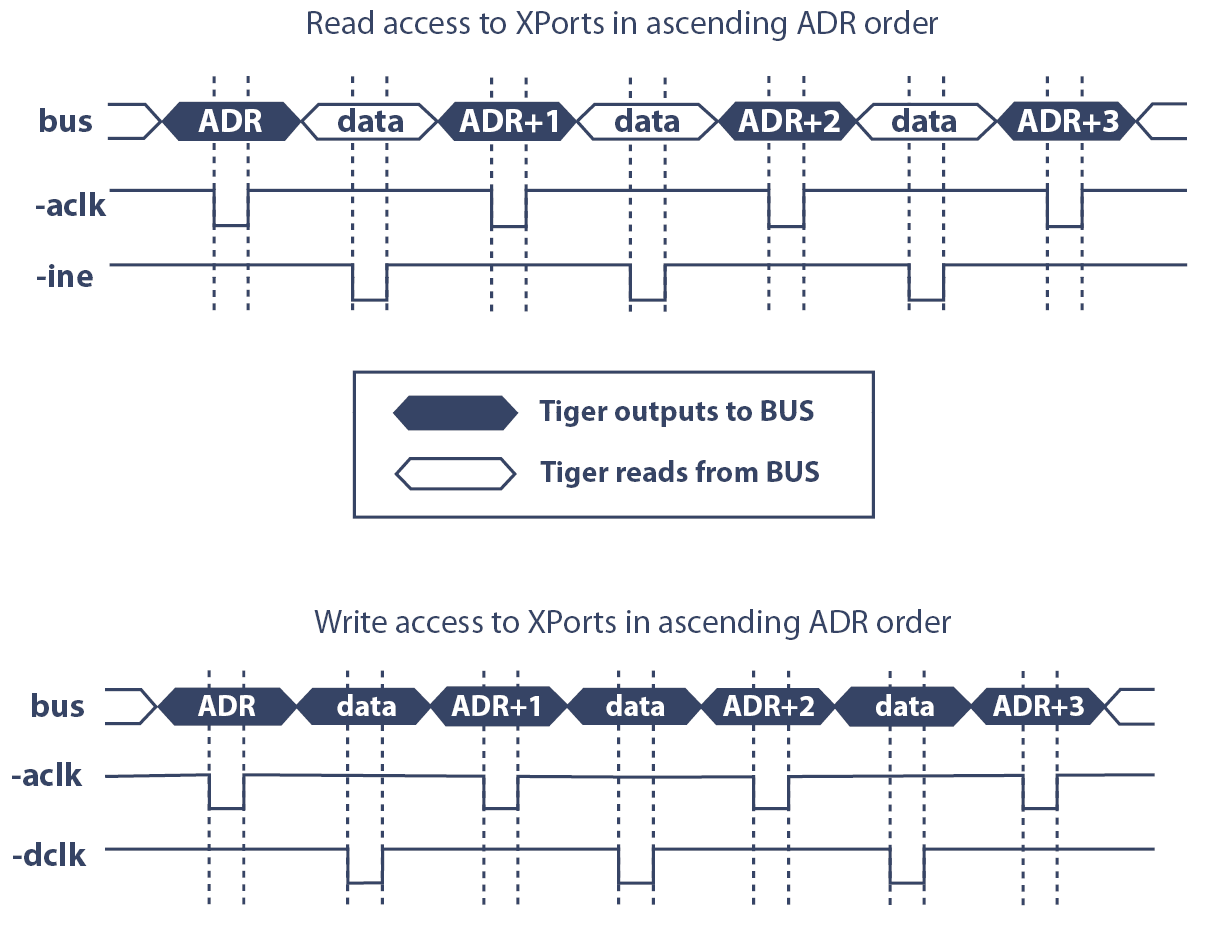 Read access to XPorts in ascending ADR order
bus ADR data ADR+1 data ADR+2 data ADR+3
-aclk
-ine
Tiger outputs to BUS
Tiger reads from BUS
Write access to XPorts in ascending ADR order
bus ADR data ADR+1 data ADR+2 data ADR+3
-aclk
-dclk